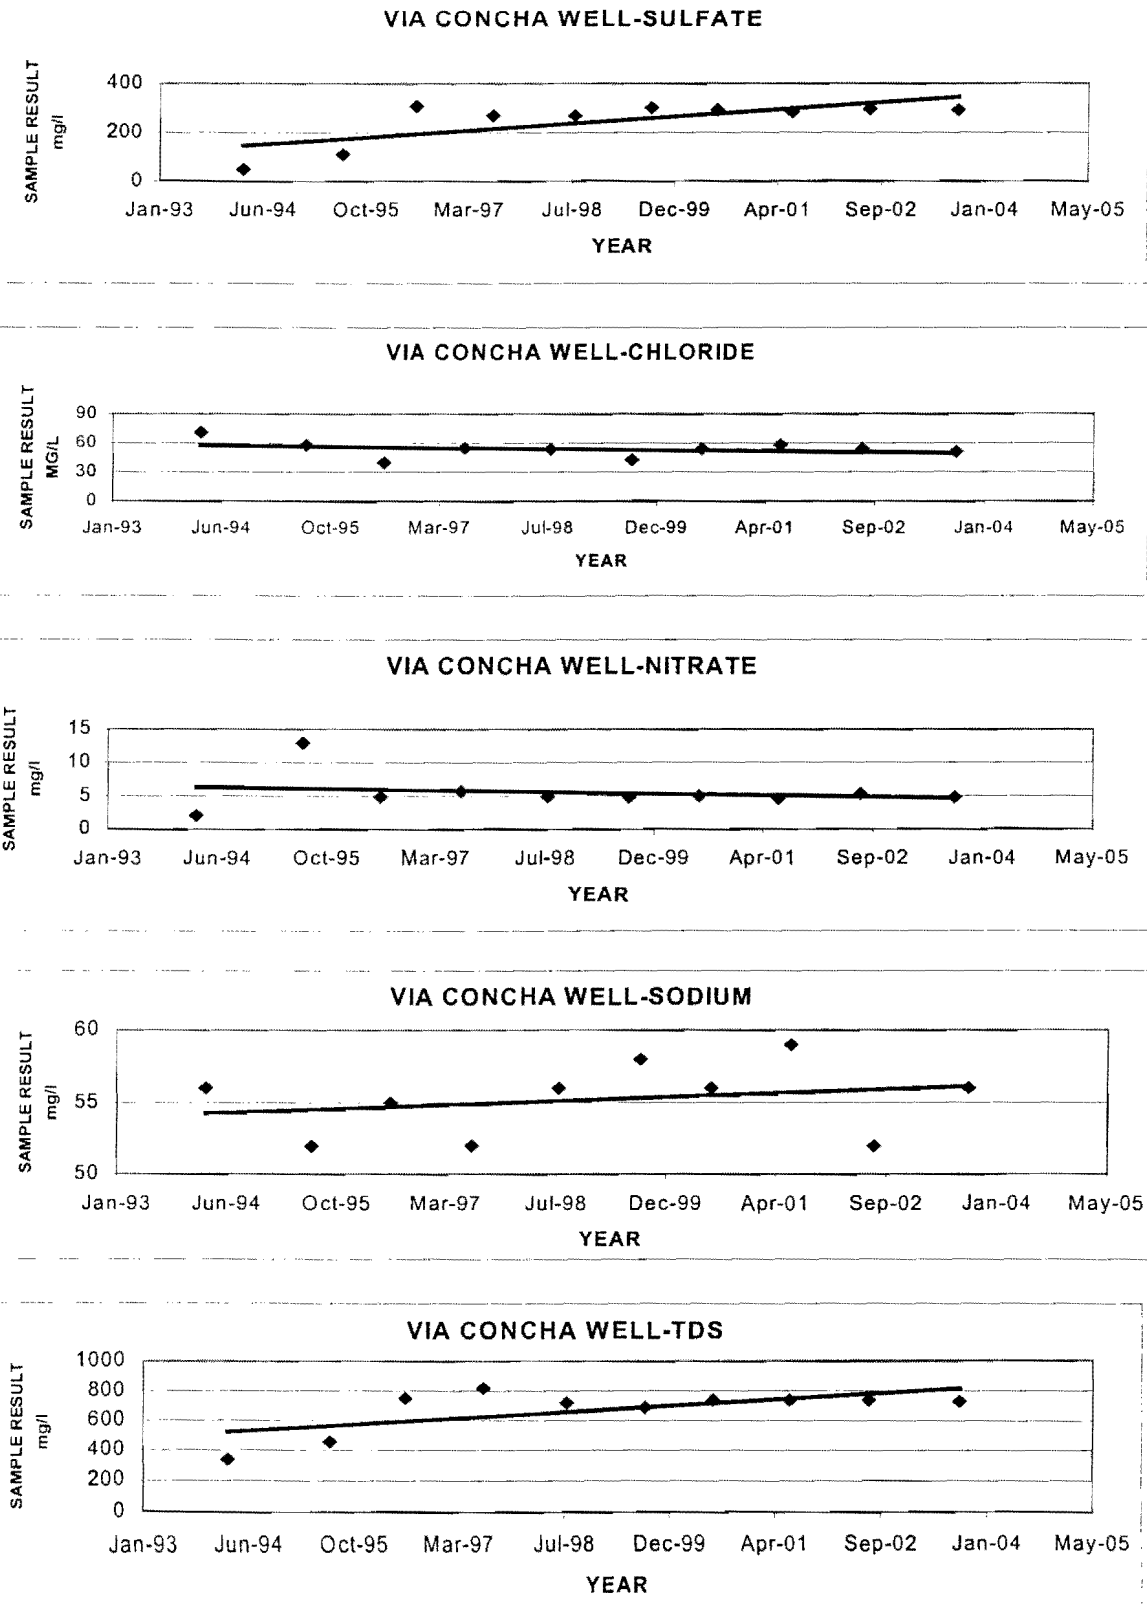 VIA CONCHA WELL-SULFATE
SAMPLE RESULT
mg/l
400
200
0
Jan-93 Jun-94 Oct-95 Mar-97 Jul-98 Dec-99 Apr-01 Sep-02 Jan-04 May-05
YEAR
VIA CONCHA WELL-CHLORIDE
SAMPLE RESULT
MG/L
90
60
30
0
Jan-93 Jun-94 Oct-95 Mar-97 Jul-98 Dec-99 Apr-01 Sep-02 Jan-04 May-05
YEAR
VIA CONCHA WELL-NITRATE
SAMPLE RESULT
mg/l
15
10
5
0
Jan-93 Jun-94 Oct-95 Mar-97 Jul-98 Dec-99 Apr-01 Sep-02 Jan-04 May-05
YEAR
VIA CONCHA WELL-SODIUM
SAMPLE RESULT
mg/l
60
55
50
Jan-93 Jun-94 Oct-95 Mar-97 Jul-98 Dec-99 Apr-01 Sep-02 Jan-04 May-05
YEAR
VIA CONCHA WELL-TDS
SAMPLE RESULT
mg/l
1000
800
600
400
200
0
Jan-93 Jun-94 Oct-95 Mar-97 Jul-98 Dec-99 Apr-01 Sep-02 Jan-04 May-05
YEAR